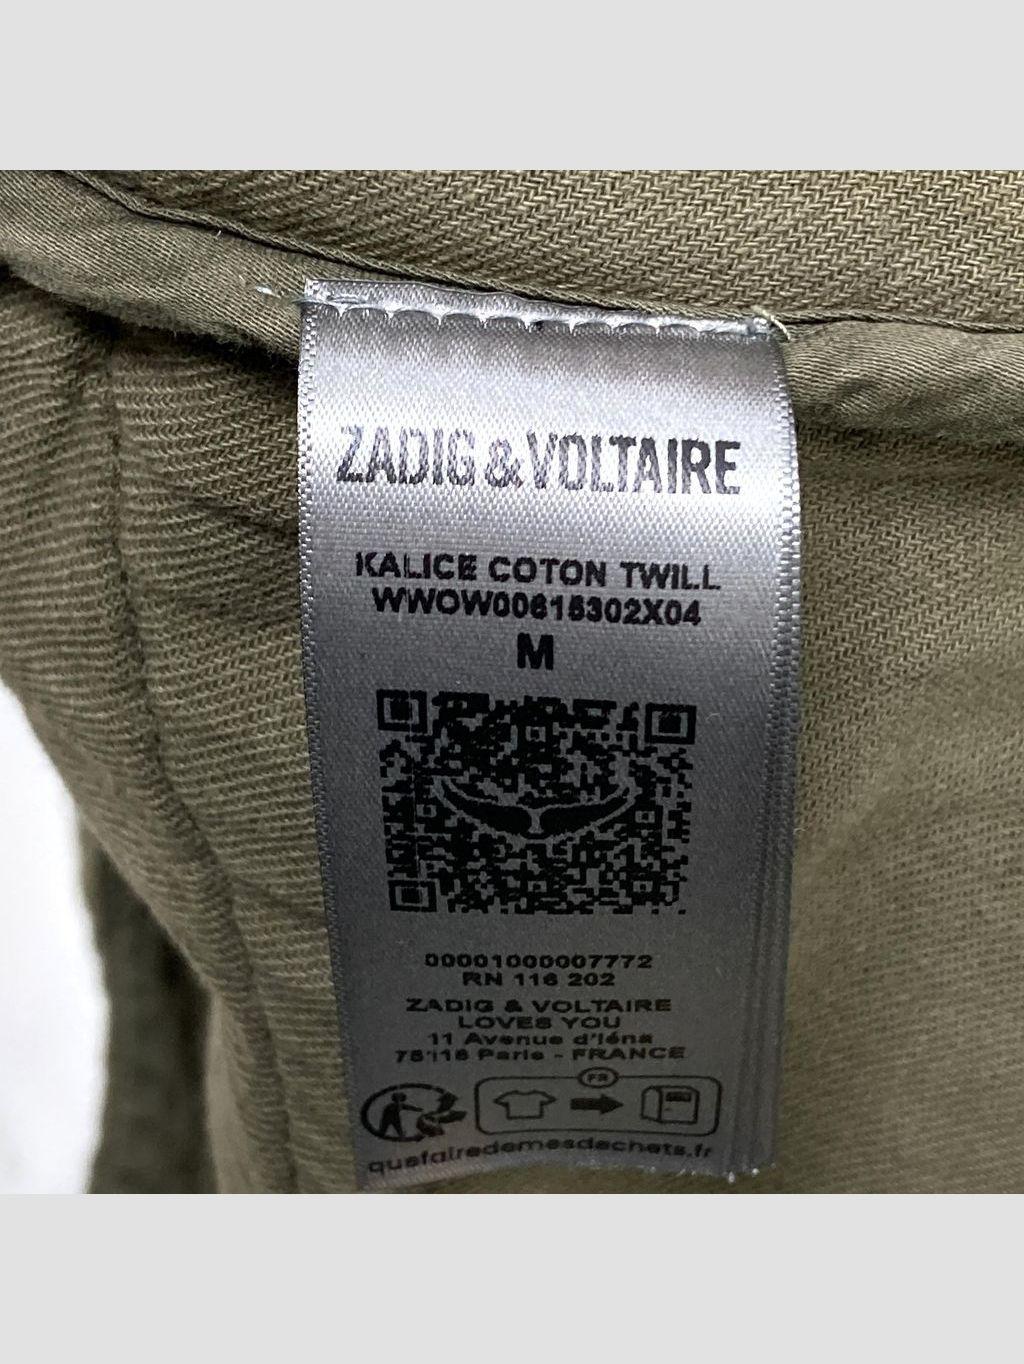 ZADIG & VOLTAIRE
KALICE COTON TWILL
WWOW00615302X04
M
00001000007772
RN 116 202
ZADIG & VOLTAIRE
LOVES YOU
11 Avenue d'Iéna
75116 Paris - FRANCE
FR
quefairedemesdechets.fr